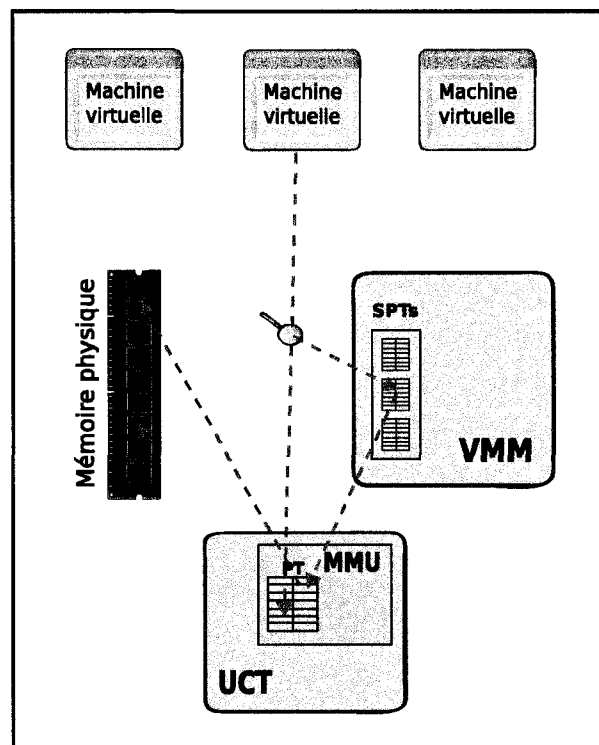 Machine
virtuelle
Machine
virtuelle
Machine
virtuelle
Mémoire physique
SPTs
VMM
PT
MMU
UCT